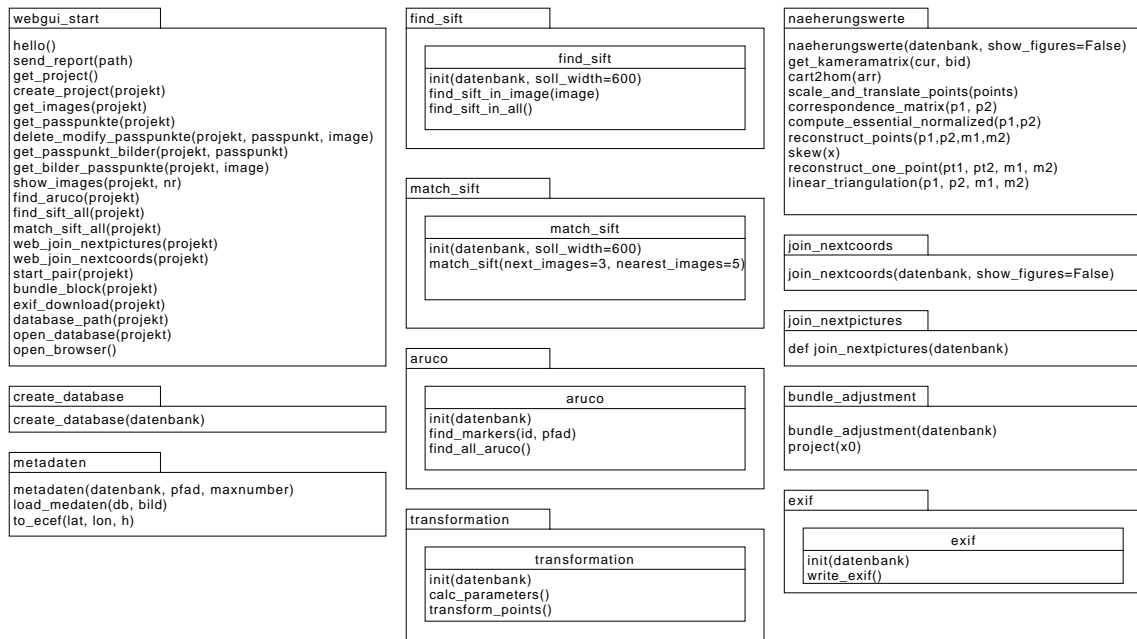 webgui_start
hello()
send_report(path)
get_project()
create_project(projekt)
get_images(projekt)
get_passpunkte(projekt)
delete_modify_passpunkte(projekt, passpunkt, image)
get_passpunkt_bilder(projekt, passpunkt)
get_bilder_passpunkte(projekt, image)
show_images(projekt, nr)
find_aruco(projekt)
find_sift_all(projekt)
match_sift_all(projekt)
web_join_nextpictures(projekt)
web_join_nextcoords(projekt)
start_pair(projekt)
bundle_block(projekt)
exif_download(projekt)
database_path(projekt)
open_database(projekt)
open_browser()
create_database
create_database(datenbank)
metadaten
metadaten(datenbank, pfad, maxnumber)
load_medaten(db, bild)
to_ecef(lat, lon, h)
find_sift
find_sift
init(datenbank, soll_width=600)
find_sift_in_image(image)
find_sift_in_all()
match_sift
match_sift
init(datenbank, soll_width=600)
match_sift(next_images=3, nearest_images=5)
aruco
aruco
init(datenbank)
find_markers(id, pfad)
find_all_aruco()
transformation
transformation
init(datenbank)
calc_parameters()
transform_points()
naeherungswerte
naeherungswerte(datenbank, show_figures=False)
get_kameramatrix(cur, bid)
cart2hom(arr)
scale_and_translate_points(points)
correspondence_matrix(p1, p2)
compute_essential_normalized(p1,p2)
reconstruct_points(p1,p2,m1,m2)
skew(x)
reconstruct_one_point(pt1, pt2, m1, m2)
linear_triangulation(p1, p2, m1, m2)
join_nextcoords
join_nextcoords(datenbank, show_figures=False)
join_nextpictures
def join_nextpictures(datenbank)
bundle_adjustment
bundle_adjustment(datenbank)
project(x0)
exif
exif
init(datenbank)
write_exif()